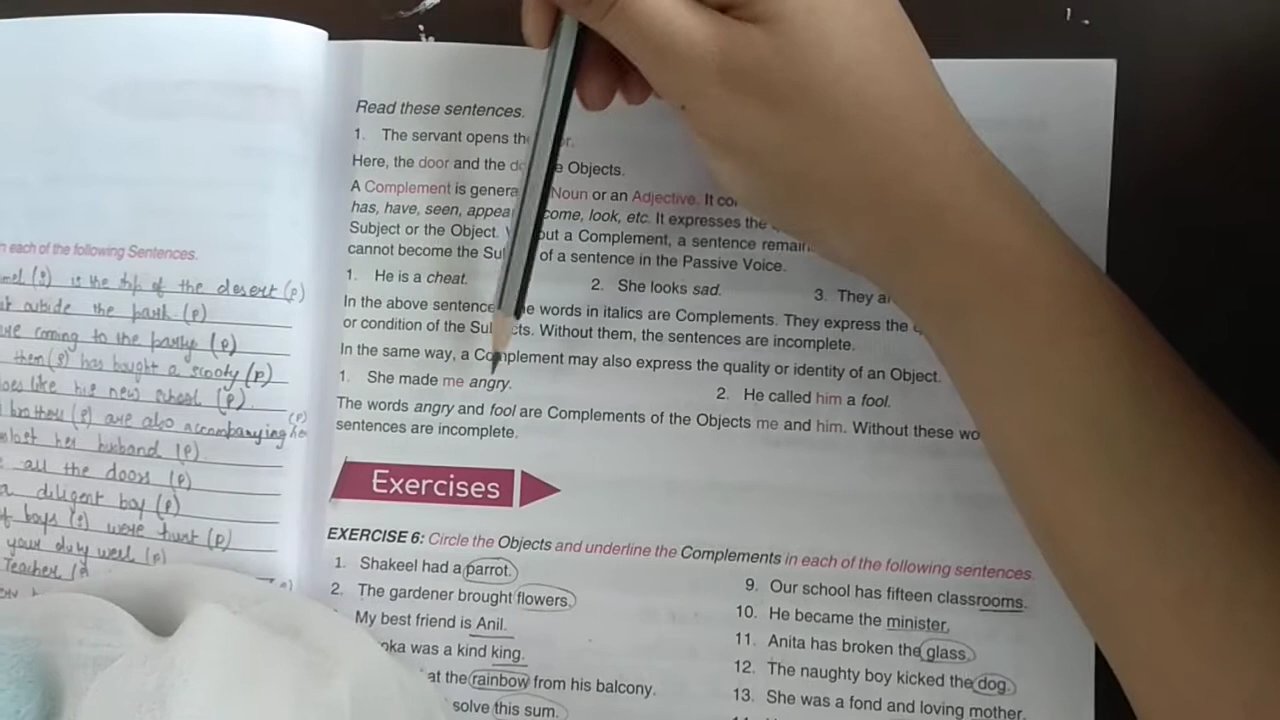 n each of the following Sentences.
mel (s) is the ship of the desert (p)
outside the park (p)
are coming to the party (p)
them (s) has bought a scooty (p)
does like his new school (p)
brother (s) are also accompanying her (p)
lost her husband (p)
all the doors (p)
a diligent boy (p)
of boys (s) were hurt (p)
your duty well (p)
Teacher (p
Read these sentences.
1. The servant opens the
Here, the door and the Objects.
A Complement is genera Noun or an Adjective. It co
has, have, seen, appea come, look, etc. It expresses the
Subject or the Object. out a Complement, a sentence remain
cannot become the Su of a sentence in the Passive Voice.
1. He is a cheat. 2. She looks sad. 3. They ar
In the above sentence words in italics are Complements. They express the
or condition of the Subjects. Without them, the sentences are incomplete.
In the same way, a Complement may also express the quality or identity of an Object.
1. She made me angry. 2. He called him a fool.
The words angry and fool are Complements of the Objects me and him. Without these wo
sentences are incomplete.
Exercises
EXERCISE 6: Circle the Objects and underline the Complements in each of the following sentences.
1. Shakeel had a parrot.
2. The gardener brought flowers.
My best friend is Anil.
oka was a kind king.
at the rainbow from his balcony.
solve this sum.
9. Our school has fifteen classrooms.
10. He became the minister.
11. Anita has broken the glass.
12. The naughty boy kicked the dog.
13. She was a fond and loving mother.